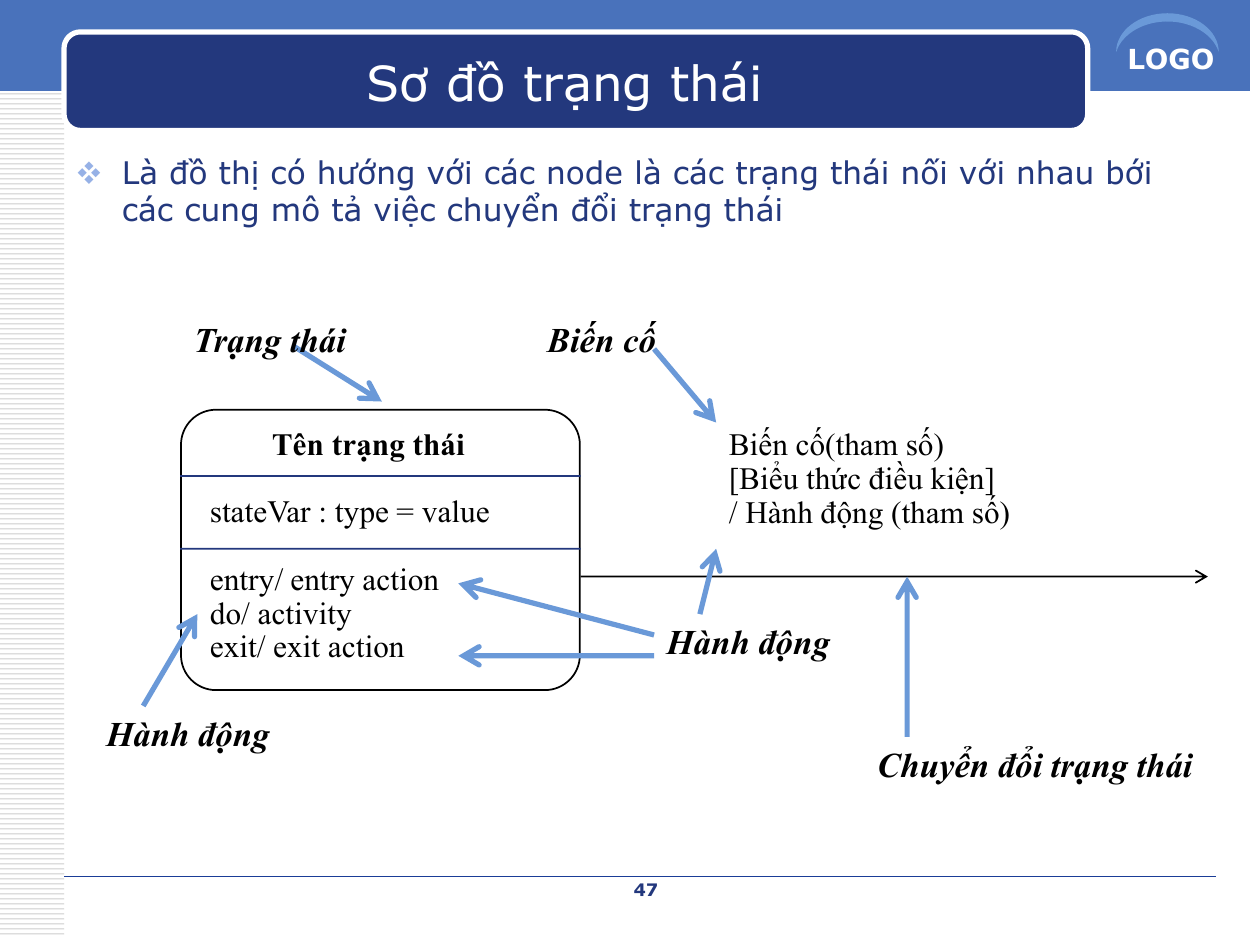 LOGO
Sơ đồ trạng thái
Là đồ thị có hướng với các node là các trạng thái nối với nhau bới
các cung mô tả việc chuyển đổi trạng thái
Trạng thái
Biến cố
Tên trạng thái
stateVar : type = value
entry/ entry action
do/ activity
exit/ exit action
Biến cố(tham số)
[Biểu thức điều kiện]
/ Hành động (tham số)
Hành động
Hành động
Chuyển đổi trạng thái
47